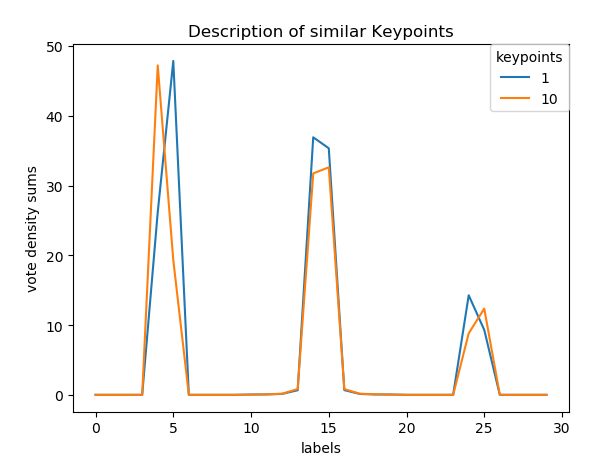 Description of similar Keypoints
keypoints
1
10
50
40
30
20
10
0
vote density sums
0 5 10 15 20 25 30
labels